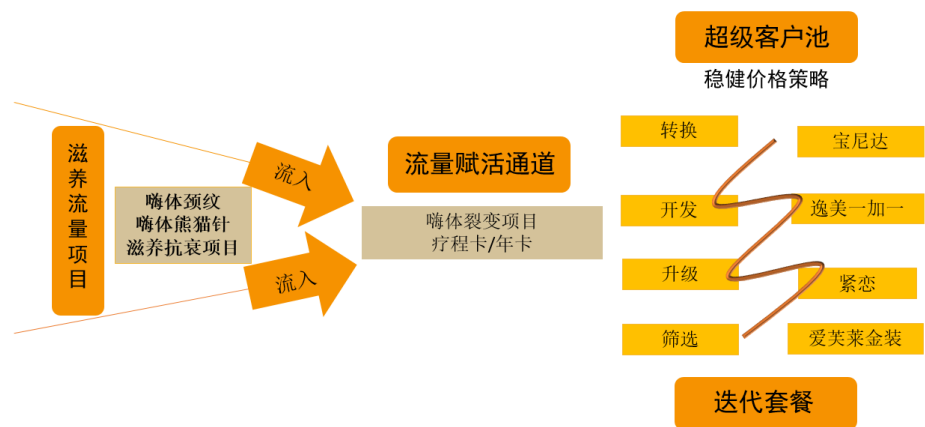 滋养流量项目
嗨体颈纹
嗨体熊猫针
滋养抗衰项目
流入
流入
流量赋活通道
嗨体裂变项目
疗程卡/年卡
超级客户池
稳健价格策略
转换
宝尼达
开发
逸美一加一
升级
紧恋
筛选
爱芙莱金装
迭代套餐